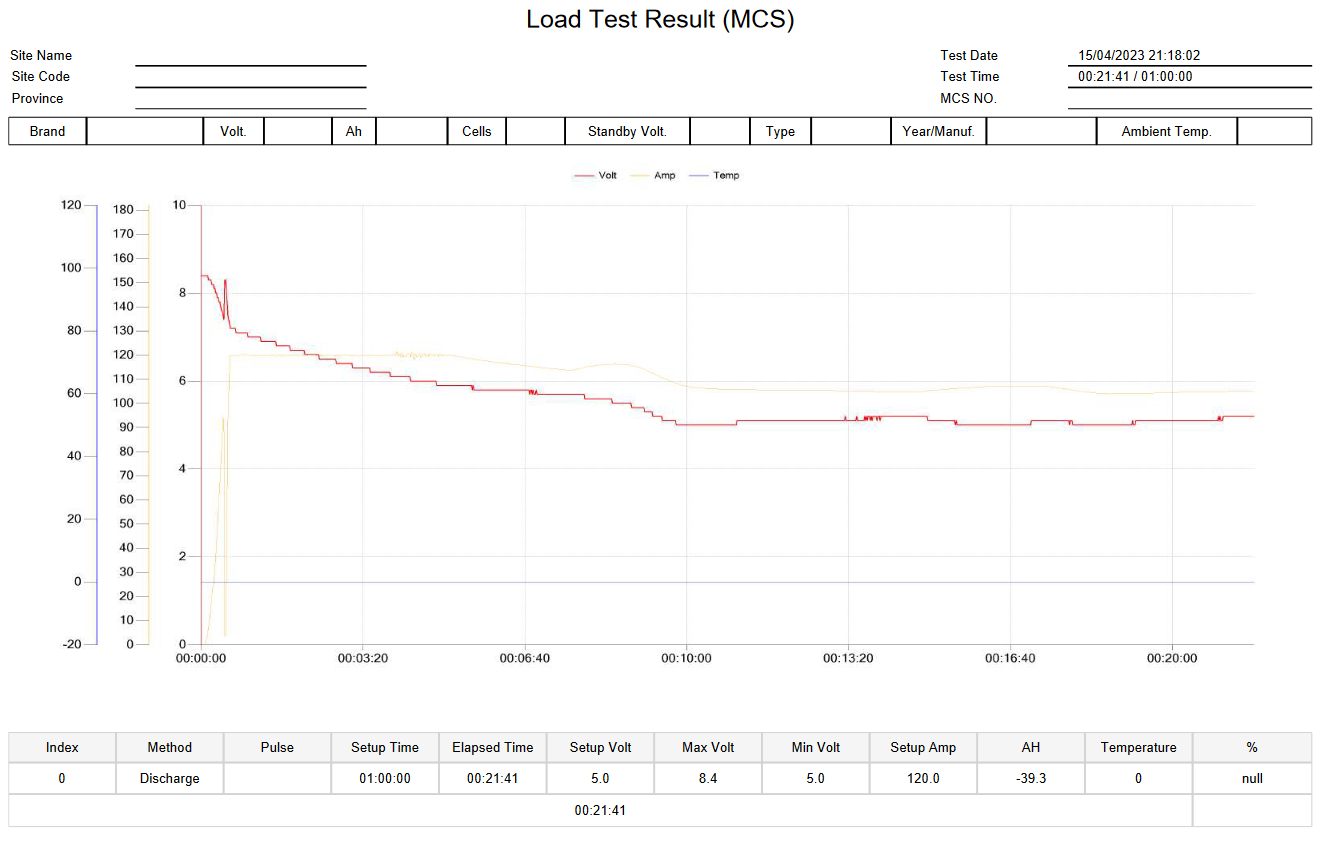 Load Test Result (MCS)
Site Name
Test Date 15/04/2023 21:18:02
Site Code
Test Time 00:21:41 / 01:00:00
Province
MCS NO.
Brand Volt. Ah Cells Standby Volt. Type Year/Manuf. Ambient Temp.
Volt Amp Temp
120
100
80
60
40
20
0
-20
180
170
160
150
140
130
120
110
100
90
80
70
60
50
40
30
20
10
0
10
8
6
4
2
0
00:00:00 00:03:20 00:06:40 00:10:00 00:13:20 00:16:40 00:20:00
Index Method Pulse Setup Time Elapsed Time Setup Volt Max Volt Min Volt Setup Amp AH Temperature %
0 Discharge 01:00:00 00:21:41 5.0 8.4 5.0 120.0 -39.3 0 null
00:21:41